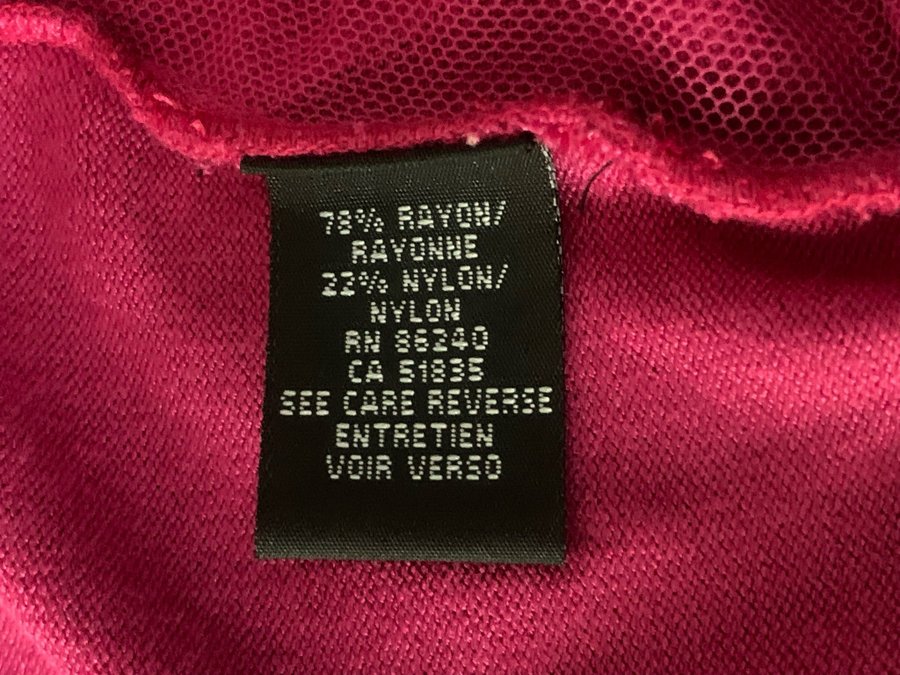 78% RAYON/
RAYONNE
22% NYLON/
NYLON
RN 86240
CA 51835
SEE CARE REVERSE
ENTRETIEN
VOIR VERSO